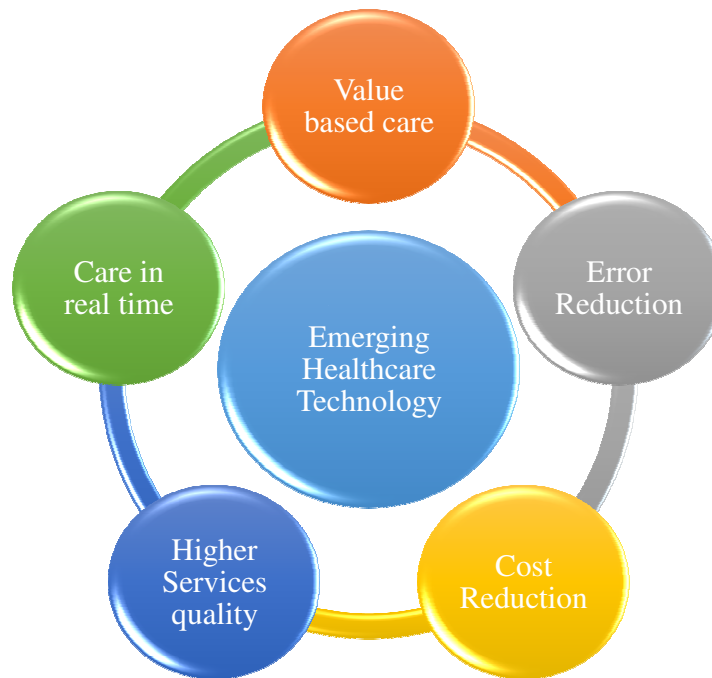 Value
based care
Error
Reduction
Cost
Reduction
Higher
Services
quality
Care in
real time
Emerging
Healthcare
Technology